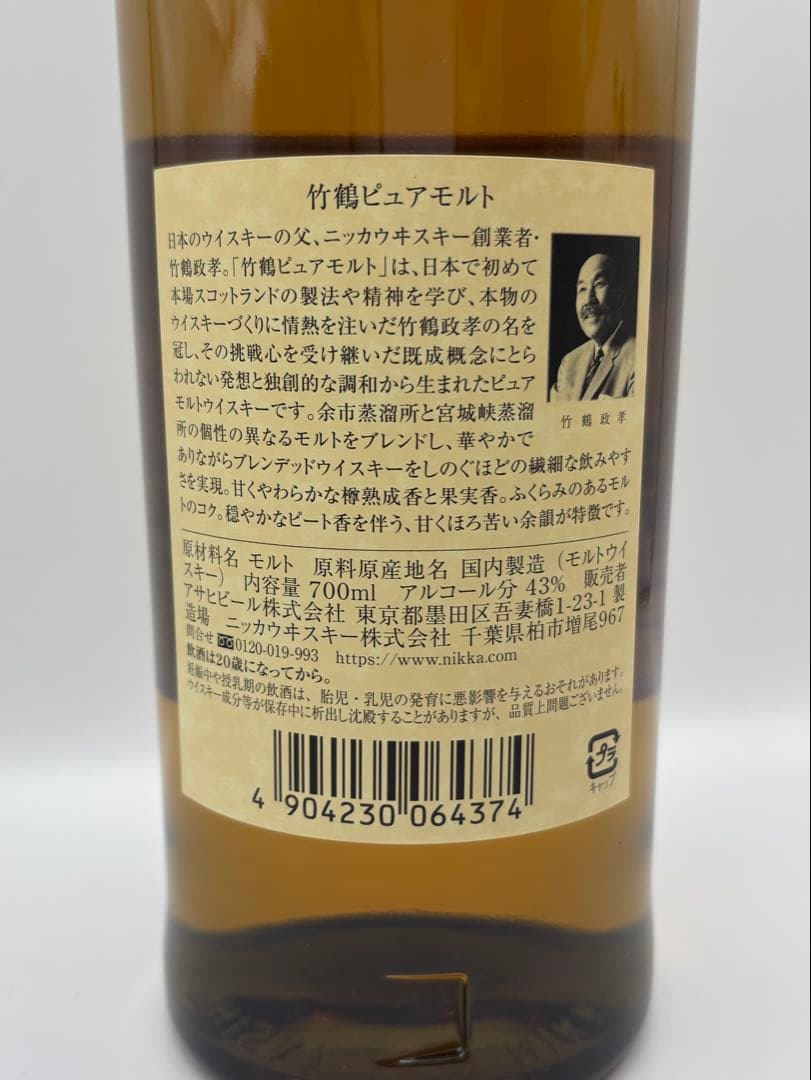 竹鶴ピュアモルト
日本のウイスキーの父、ニッカウヰスキー創業者・
竹鶴政孝。「竹鶴ピュアモルト」は、日本で初めて
本場スコットランドの製法や精神を学び、本物の
ウイスキーづくりに情熱を注いだ竹鶴政孝の名を
冠し、その挑戦心を受け継いだ既成概念にとら
われない発想と独創的な調和から生まれたピュア
モルトウイスキーです。余市蒸溜所と宮城峡蒸溜
所の個性の異なるモルトをブレンドし、華やかで
ありながらブレンデッドウイスキーをしのぐほどの繊細な飲みやす
さを実現。甘くやわらかな樽熟成香と果実香。ふくらみのあるモル
トのコク。穏やかなピート香を伴う、甘くほろ苦い余韻が特徴です。
竹鶴政孝
原材料名 モルト 原料原産地名 国内製造（モルトウイ
スキー） 内容量 700ml アルコール分 43% 販売者
アサヒビール株式会社 東京都墨田区吾妻橋1-23-1 製
造場 ニッカウヰスキー株式会社 千葉県柏市増尾967
問合せ 0120-019-993 https://www.nikka.com
飲酒は20歳になってから。
妊娠中や授乳期の飲酒は、胎児・乳児の発育に悪影響を与えるおそれがあります。
ウイスキー成分等が保存中に析出し沈殿することがありますが、品質上問題ございません。
4 904230 064374
プラ
キャップ